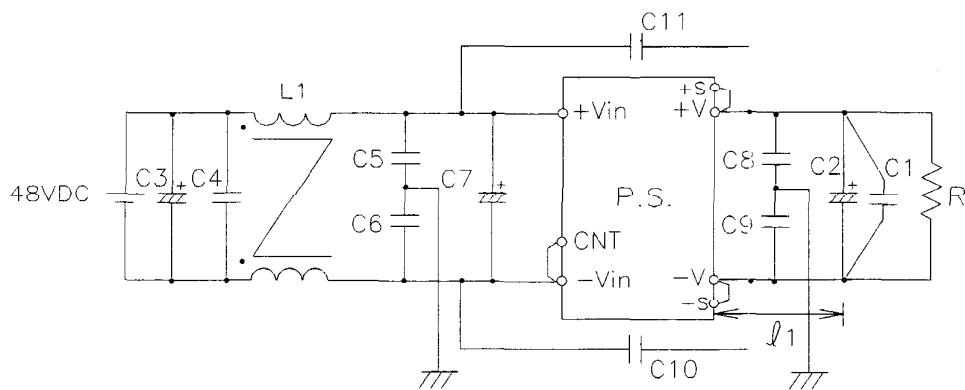 C11
L1
+S
+Vin
+V
C3
+
C4
C5
C7
+
C8
C2
+
C1
48VDC
P.S.
R
C6
C9
CNT
−Vin
−V
−S
ℓ1
C10